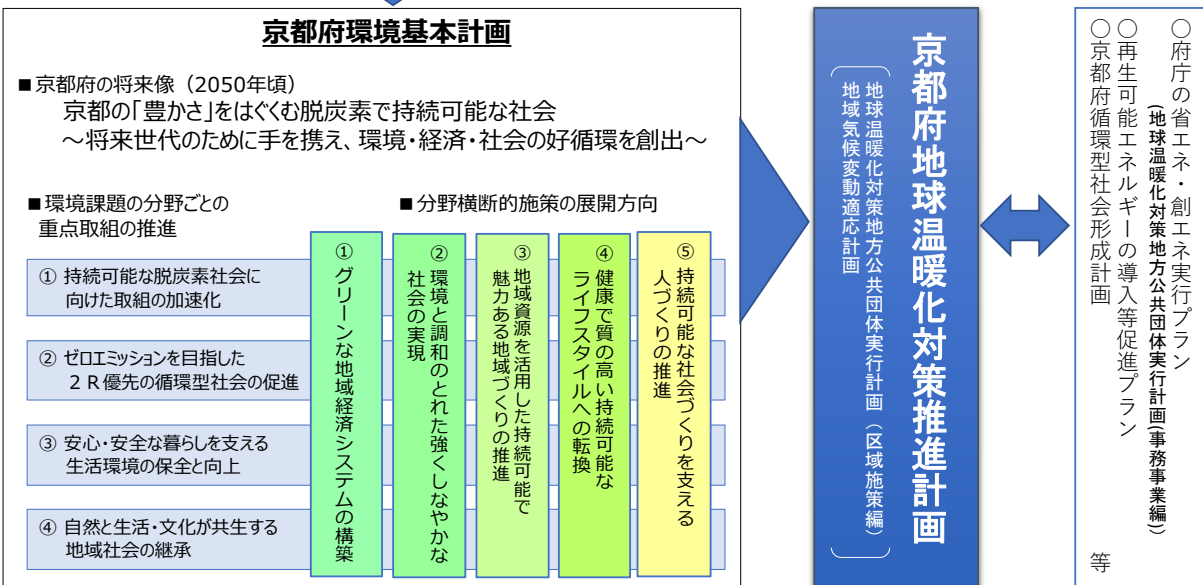 京都府環境基本計画
■京都府の将来像（2050年頃）
京都の「豊かさ」をはぐくむ脱炭素で持続可能な社会
～将来世代のために手を携え、環境・経済・社会の好循環を創出～
■環境課題の分野ごとの
重点取組の推進
① 持続可能な脱炭素社会に
向けた取組の加速化
② ゼロエミッションを目指した
２Ｒ優先の循環型社会の促進
③ 安心・安全な暮らしを支える
生活環境の保全と向上
④ 自然と生活・文化が共生する
地域社会の継承
■分野横断的施策の展開方向
①グリーンな地域経済システムの構築
②環境と調和のとれた強くしなやかな
社会の実現
③地域資源を活用した持続可能で
魅力ある地域づくりの推進
④健康で質の高い持続可能な
ライフスタイルへの転換
⑤持続可能な社会づくりを支える
人づくりの推進
京都府地球温暖化対策推進計画
地球温暖化対策地方公共団体実行計画（区域施策編）
地域気候変動適応計画
○府庁の省エネ・創エネ実行プラン
(地球温暖化対策地方公共団体実行計画(事務事業編))
○再生可能エネルギーの導入等促進プラン
○京都府循環型社会形成計画 等